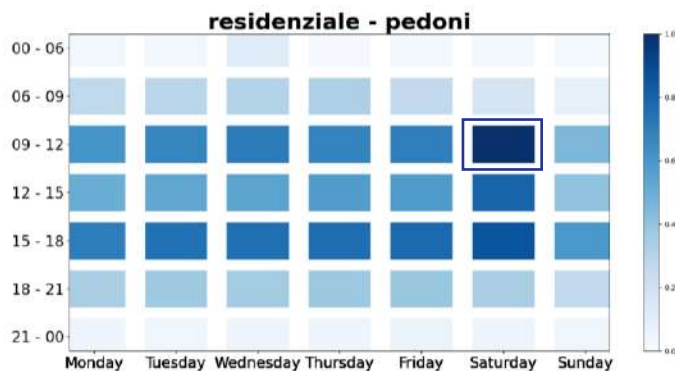 residenziale - pedoni
00 - 06
06 - 09
09 - 12
12 - 15
15 - 18
18 - 21
21 - 00
Monday Tuesday Wednesday Thursday Friday Saturday Sunday
1.0
0.8
0.6
0.4
0.2
0.0